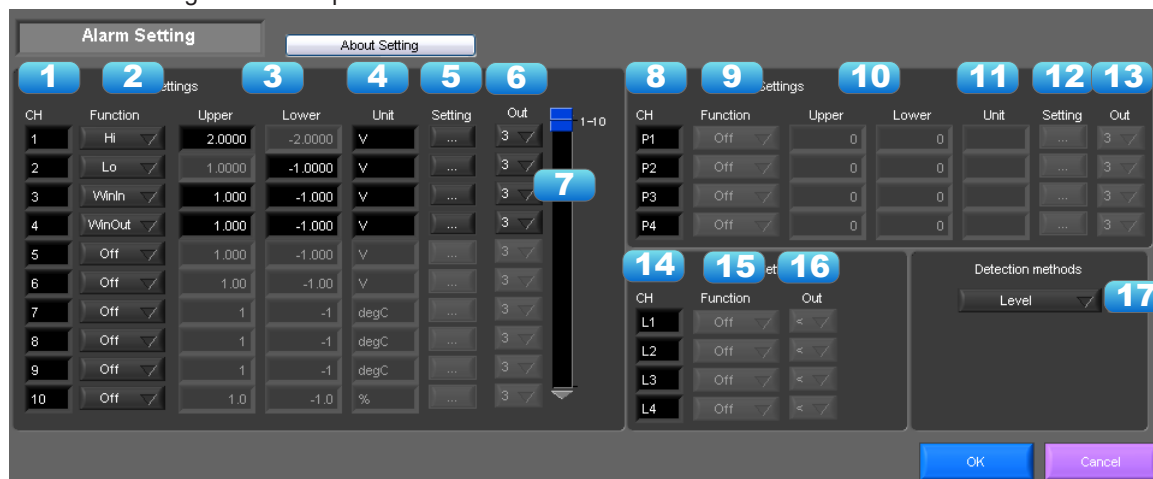 Alarm Setting
About Setting
1 2 3 4 5 6
ettings
CH Function Upper Lower Unit Setting Out
1 Hi 2.0000 -2.0000 V ... 3
2 Lo 1.0000 -1.0000 V ... 3
3 WinIn 1.000 -1.000 V ... 3
4 WinOut 1.000 -1.000 V ... 3
5 Off 1.000 -1.000 V ... 3
6 Off 1.00 -1.00 V ... 3
7 Off 1 -1 degC ... 3
8 Off 1 -1 degC ... 3
9 Off 1 -1 degC ... 3
10 Off 1.0 -1.0 % ... 3
1-10
7
8 9 10 11 12 13
ettings
CH Function Upper Lower Unit Setting Out
P1 Off 0 0 ... 3
P2 Off 0 0 ... 3
P3 Off 0 0 ... 3
P4 Off 0 0 ... 3
14 15 16
CH Function Out
L1 Off <
L2 Off <
L3 Off <
L4 Off <
Detection methods
Level
17
OK Cancel